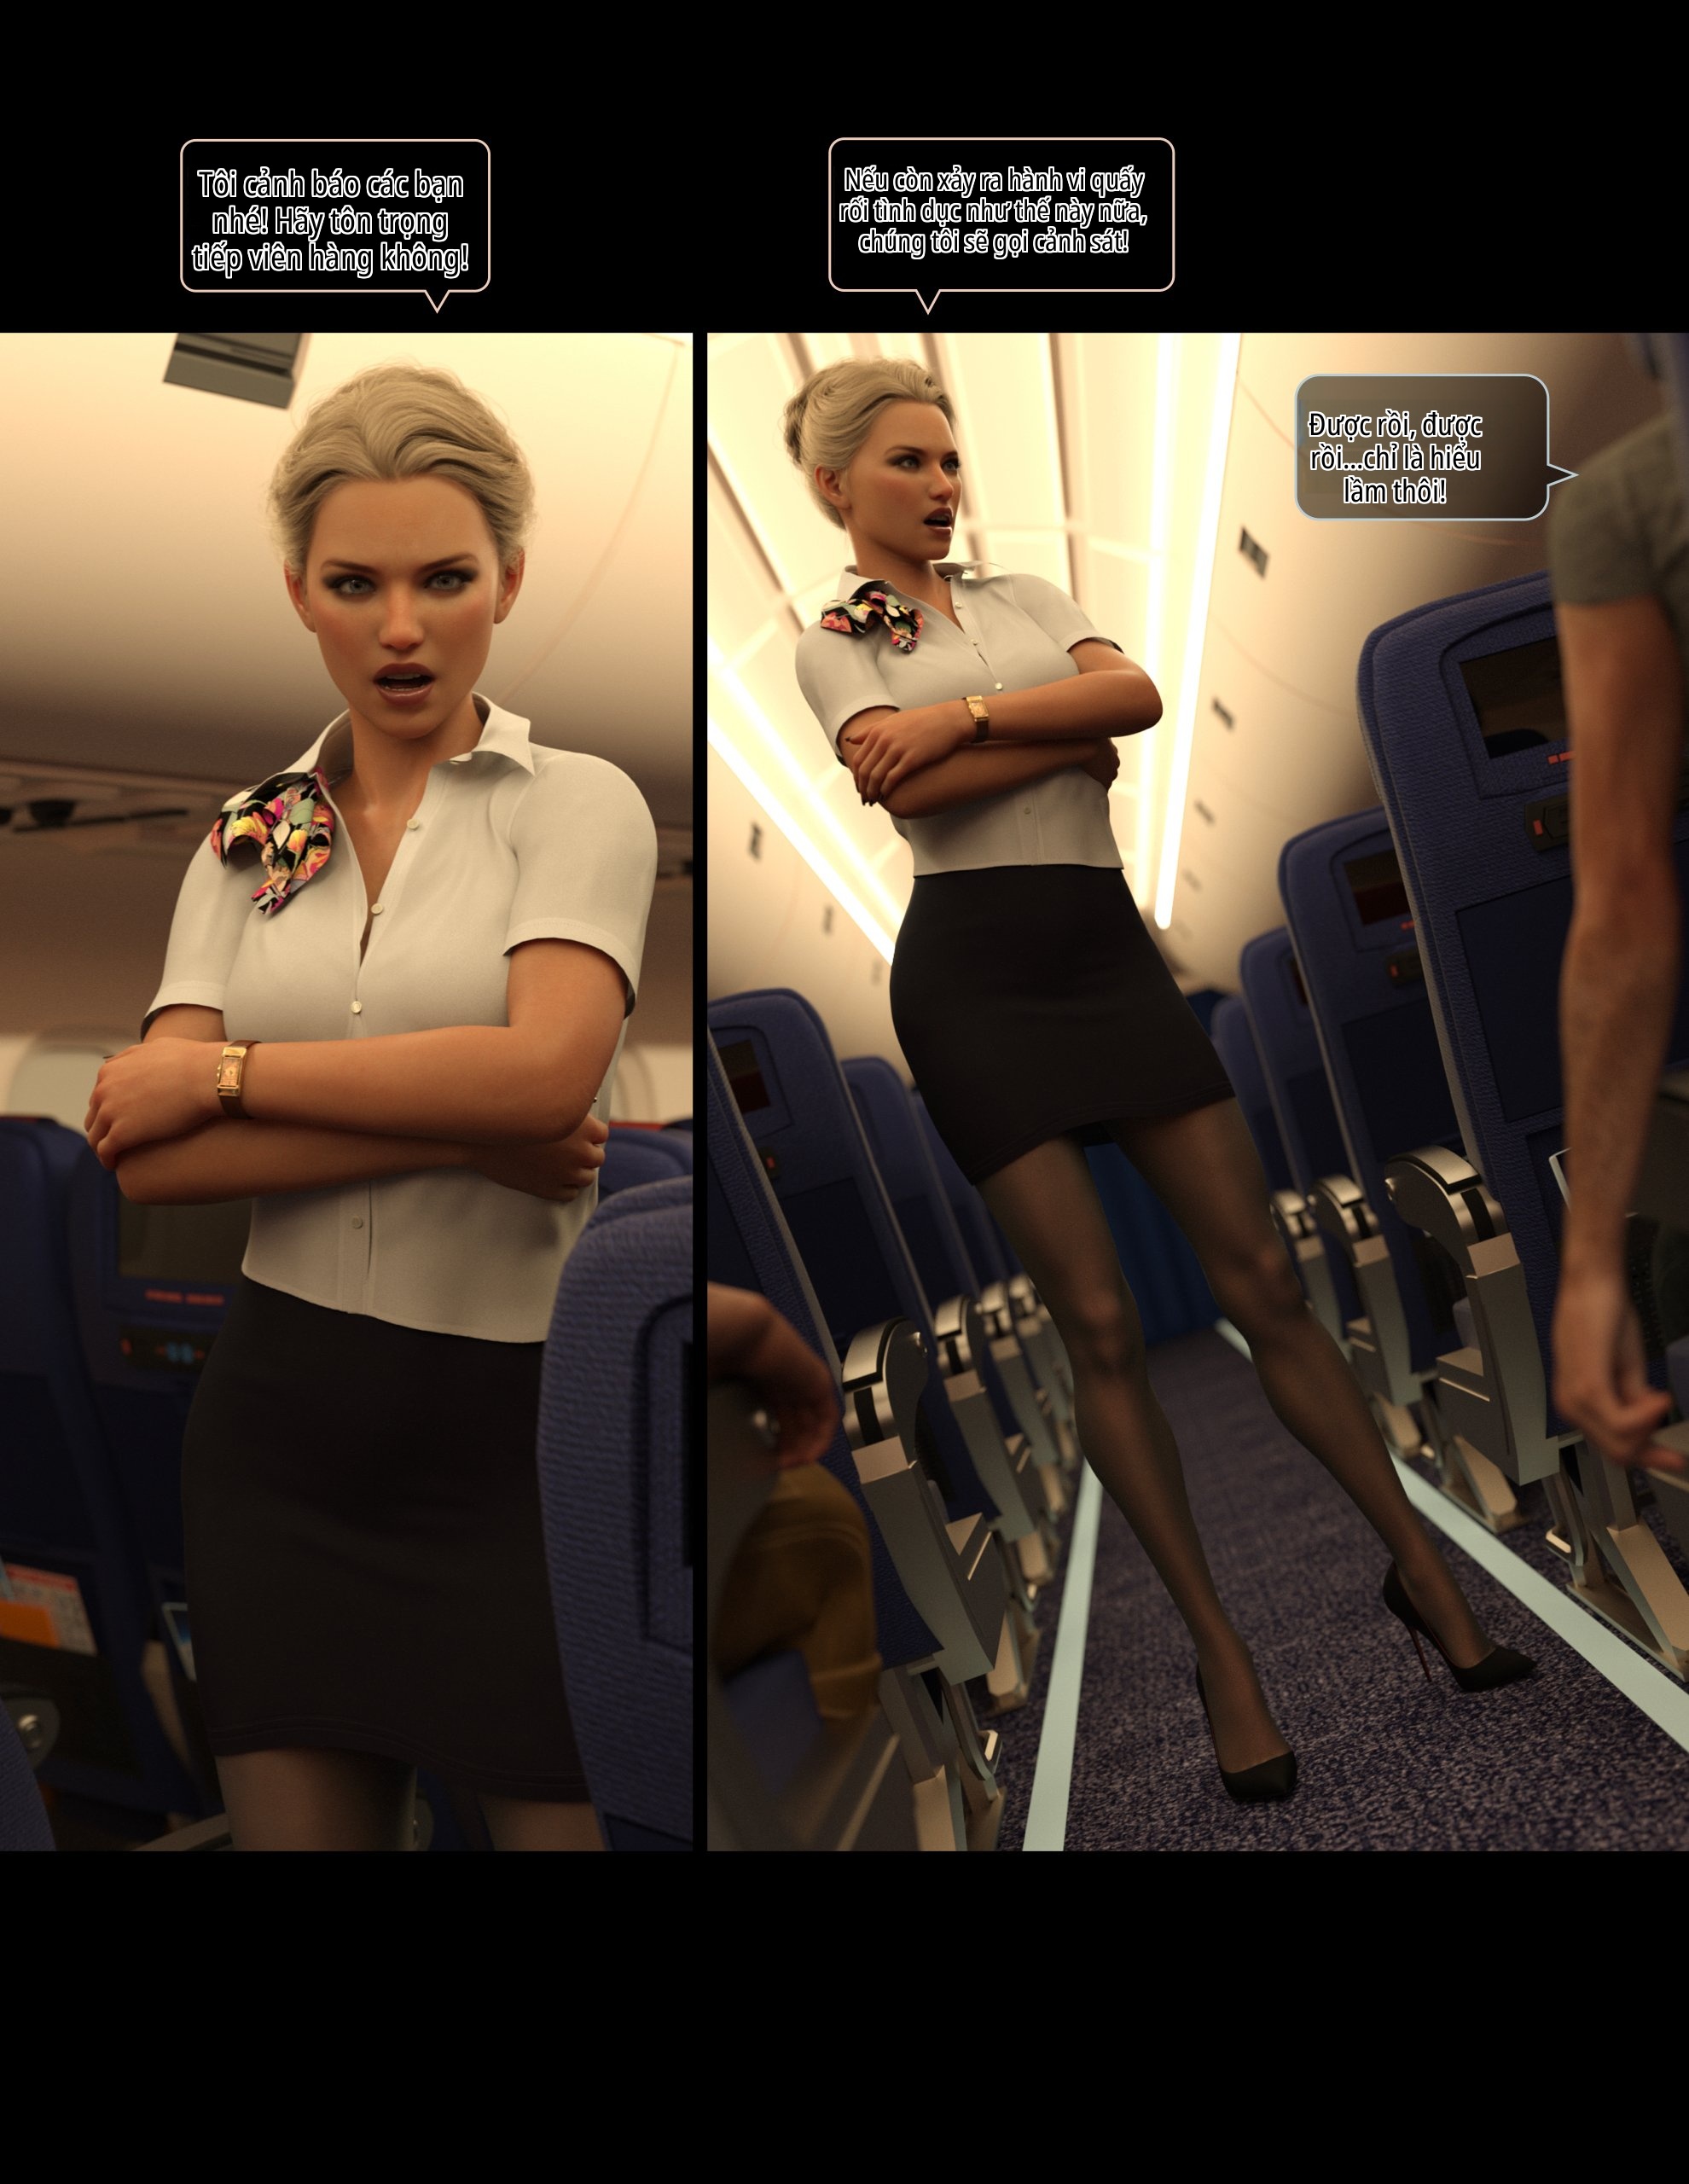 Tôi cảnh báo các bạn
nhé! Hãy tôn trọng
tiếp viên hàng không!
Nếu còn xảy ra hành vi quấy
rối tình dục như thế này nữa,
chúng tôi sẽ gọi cảnh sát!
Được rồi, được
rồi...chỉ là hiểu
lầm thôi!